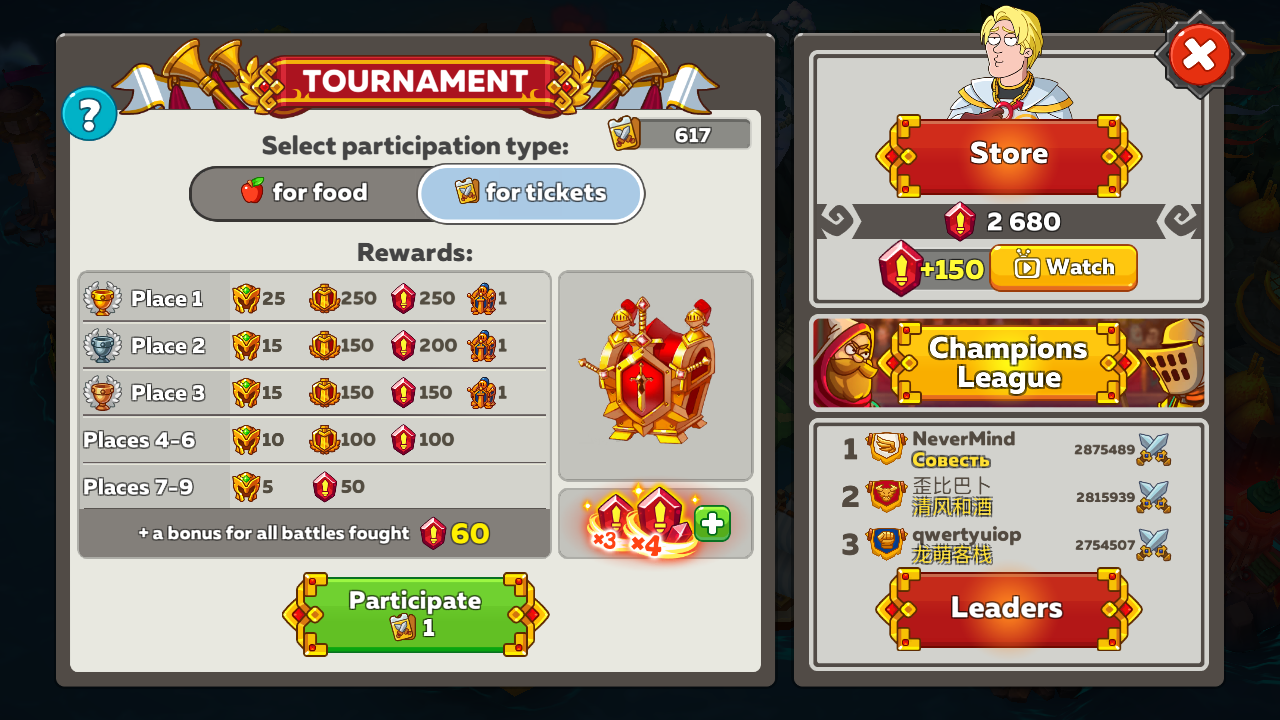 TOURNAMENT
?
617
Select participation type:
for food
for tickets
Rewards:
Place 1 25 250 250 1
Place 2 15 150 200 1
Place 3 15 150 150 1
Places 4-6 10 100 100
Places 7-9 5 50
+ a bonus for all battles fought 60
×3 ×4
Participate
1
Store
2 680
+150 Watch
Champions
League
1 NeverMind 2875489
Совесть
2 歪比巴卜 2815939
清风和酒
3 qwertyuiop 2754507
龙萌客栈
Leaders